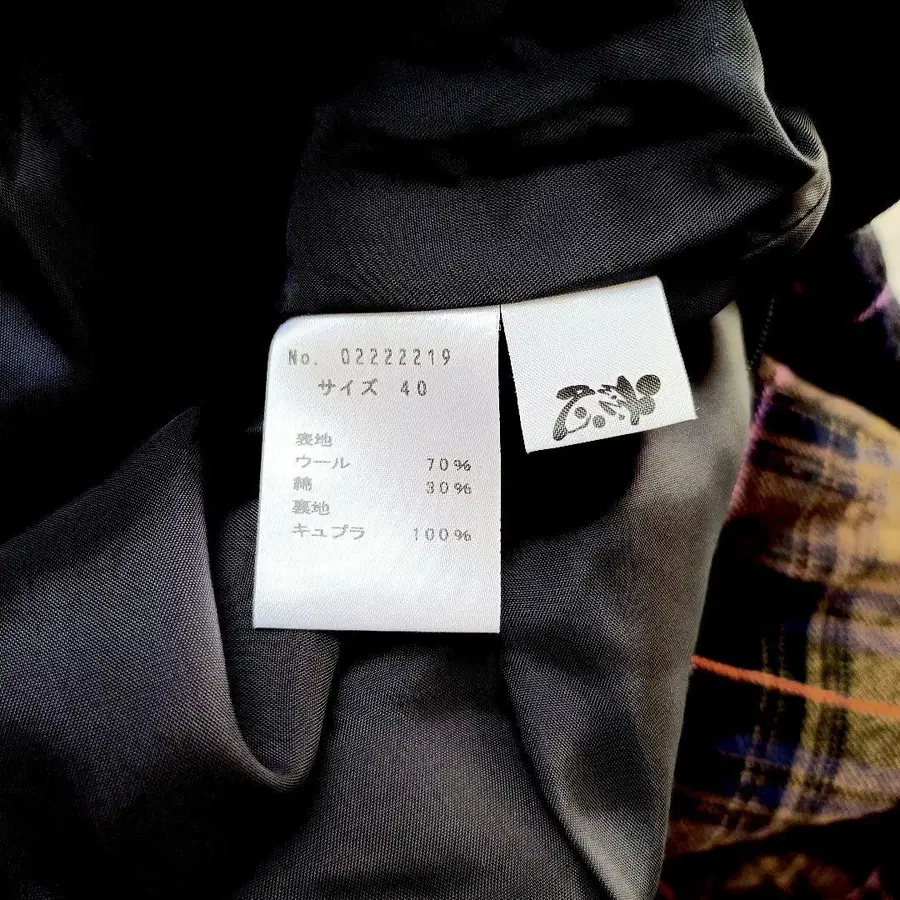 No. 02222219
サイズ 40
表地
ウール 70%
綿 30%
裏地
キュプラ 100%